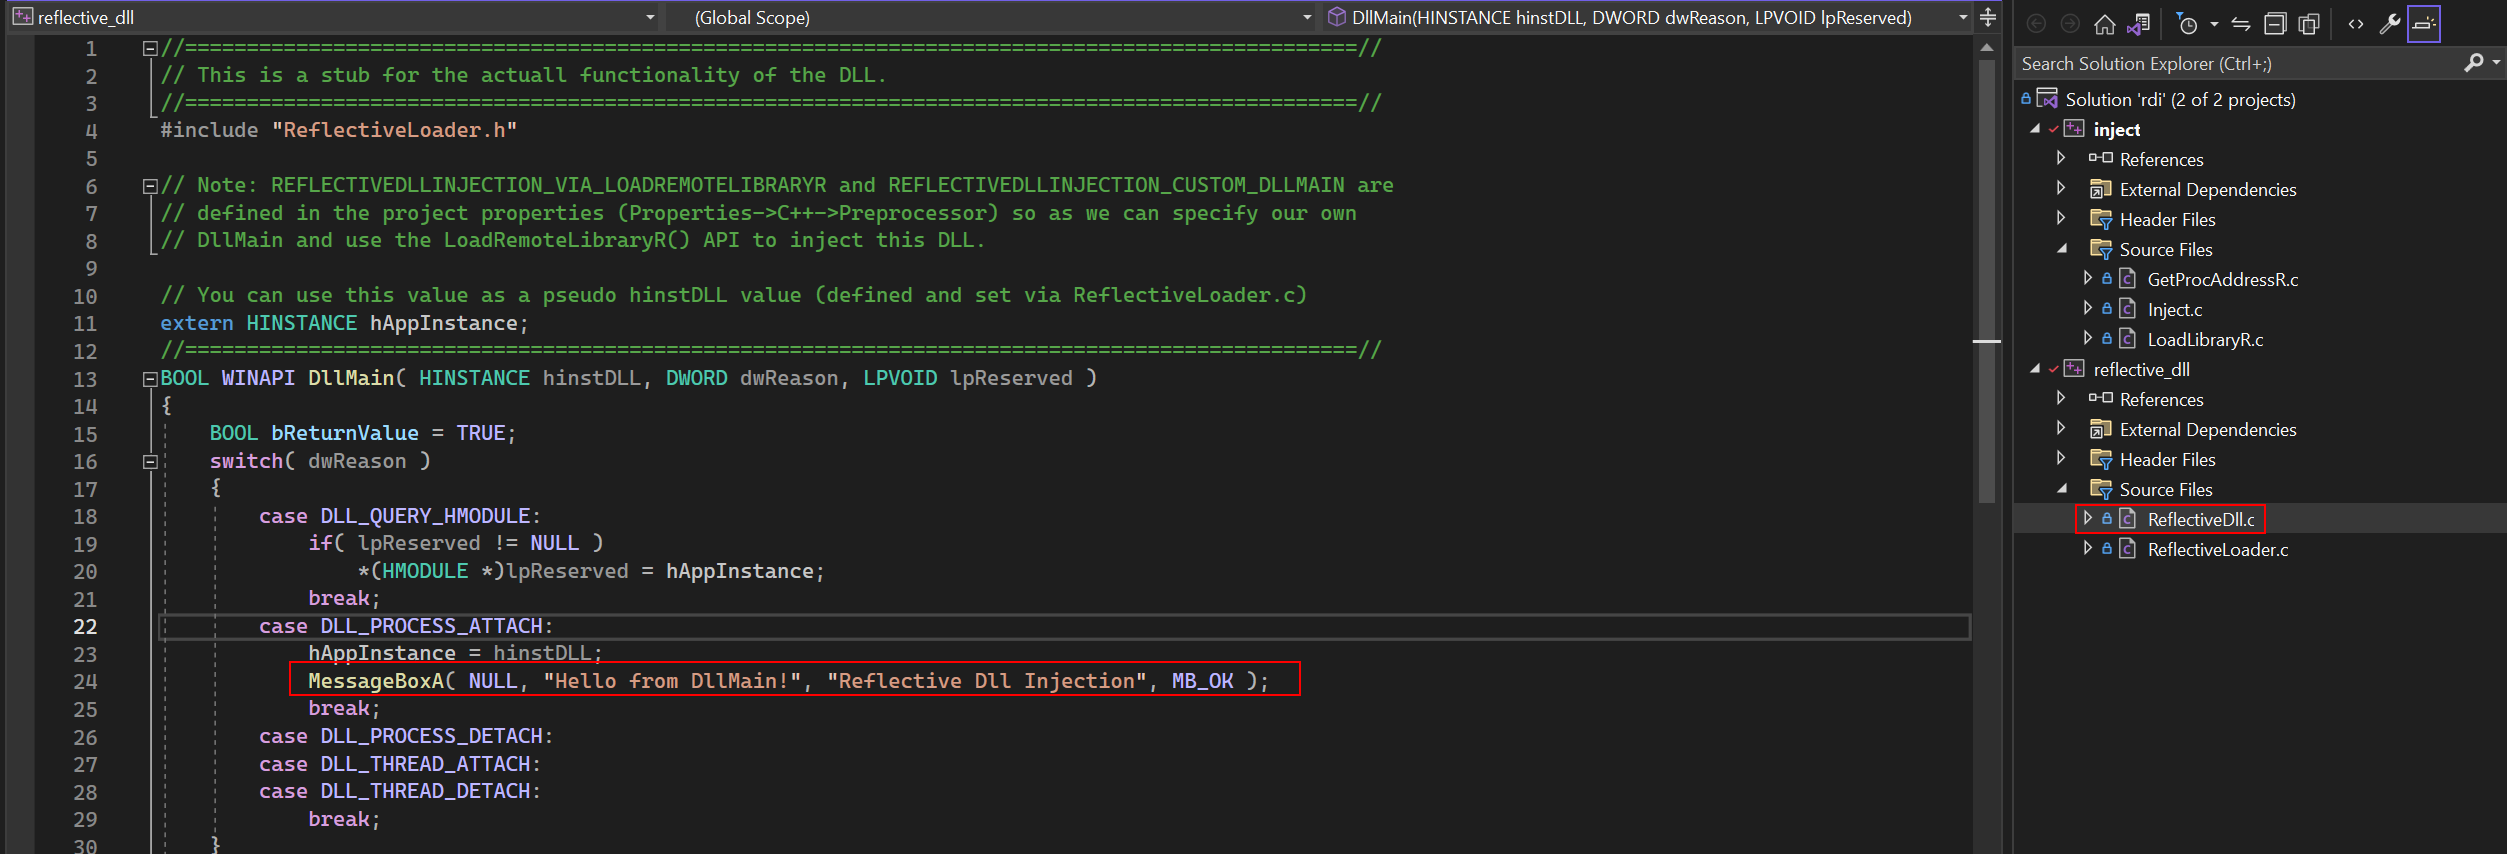 reflective_dll
(Global Scope)
DllMain(HINSTANCE hinstDLL, DWORD dwReason, LPVOID lpReserved)
1 //===============================================================================================//
2 // This is a stub for the actuall functionality of the DLL.
3 //===============================================================================================//
4 #include "ReflectiveLoader.h"
5
6 // Note: REFLECTIVEDLLINJECTION_VIA_LOADREMOTELIBRARYR and REFLECTIVEDLLINJECTION_CUSTOM_DLLMAIN are
7 // defined in the project properties (Properties->C++->Preprocessor) so as we can specify our own
8 // DllMain and use the LoadRemoteLibraryR() API to inject this DLL.
9
10 // You can use this value as a pseudo hinstDLL value (defined and set via ReflectiveLoader.c)
11 extern HINSTANCE hAppInstance;
12 //===============================================================================================//
13 BOOL WINAPI DllMain( HINSTANCE hinstDLL, DWORD dwReason, LPVOID lpReserved )
14 {
15 BOOL bReturnValue = TRUE;
16 switch( dwReason )
17 {
18 case DLL_QUERY_HMODULE:
19 if( lpReserved != NULL )
20 *(HMODULE *)lpReserved = hAppInstance;
21 break;
22 case DLL_PROCESS_ATTACH:
23 hAppInstance = hinstDLL;
24 MessageBoxA( NULL, "Hello from DllMain!", "Reflective Dll Injection", MB_OK );
25 break;
26 case DLL_PROCESS_DETACH:
27 case DLL_THREAD_ATTACH:
28 case DLL_THREAD_DETACH:
29 break;
30 }
Search Solution Explorer (Ctrl+;)
Solution 'rdi' (2 of 2 projects)
inject
References
External Dependencies
Header Files
Source Files
GetProcAddressR.c
Inject.c
LoadLibraryR.c
reflective_dll
References
External Dependencies
Header Files
Source Files
ReflectiveDll.c
ReflectiveLoader.c